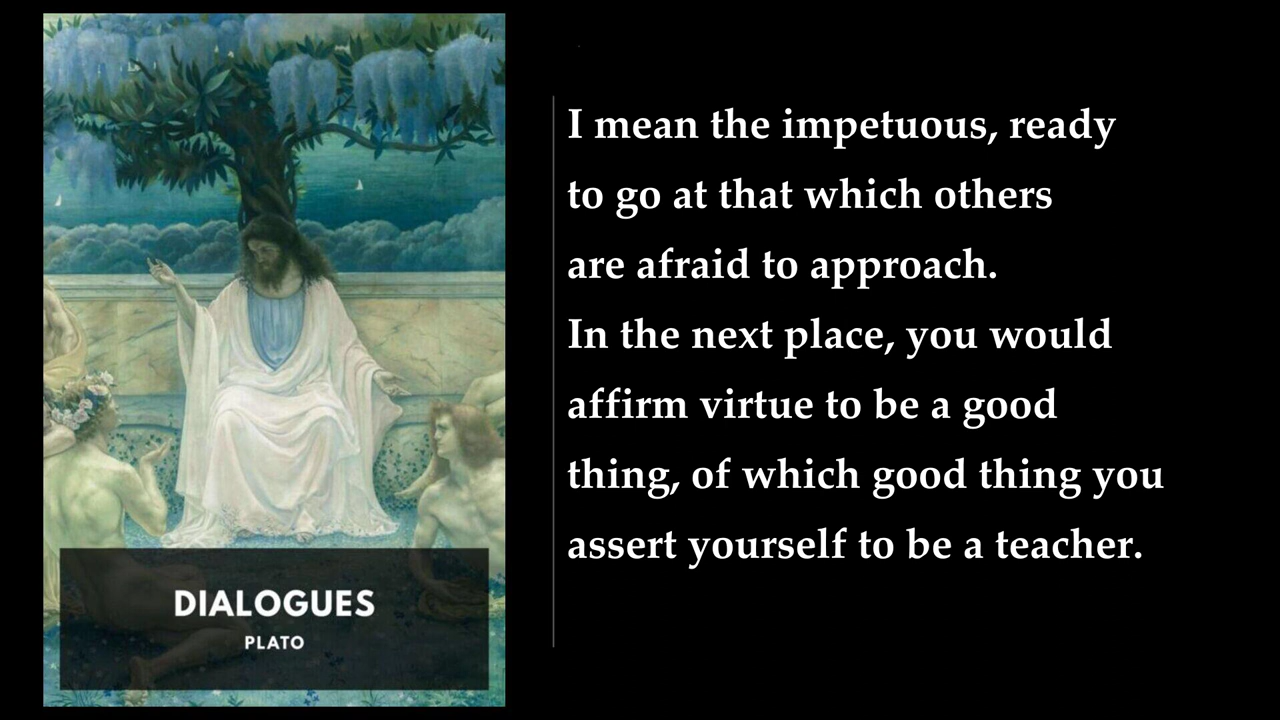 DIALOGUES
PLATO
I mean the impetuous, ready
to go at that which others
are afraid to approach.
In the next place, you would
affirm virtue to be a good
thing, of which good thing you
assert yourself to be a teacher.